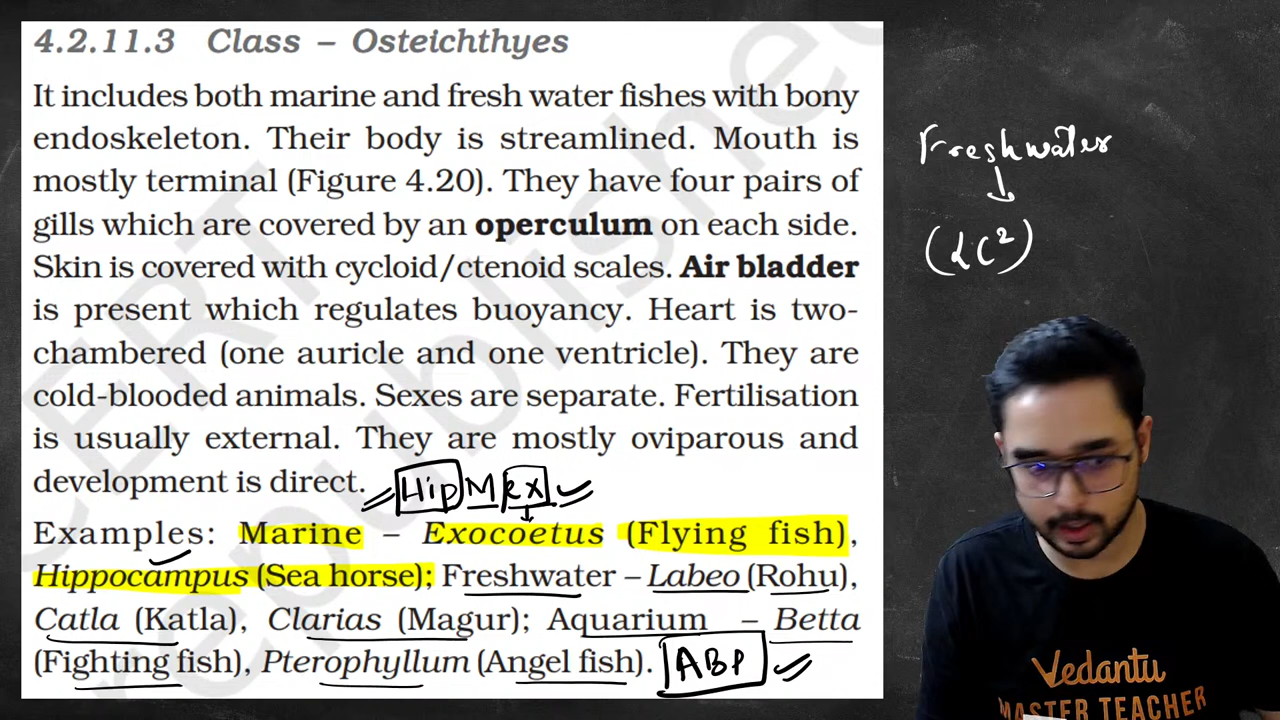 4.2.11.3 Class – Osteichthyes
It includes both marine and fresh water fishes with bony
endoskeleton. Their body is streamlined. Mouth is
mostly terminal (Figure 4.20). They have four pairs of
gills which are covered by an operculum on each side.
Skin is covered with cycloid/ctenoid scales. Air bladder
is present which regulates buoyancy. Heart is two-
chambered (one auricle and one ventricle). They are
cold-blooded animals. Sexes are separate. Fertilisation
is usually external. They are mostly oviparous and
development is direct.
Hip M Ex
Examples: Marine – Exocoetus (Flying fish),
Hippocampus (Sea horse); Freshwater – Labeo (Rohu),
Catla (Katla), Clarias (Magur); Aquarium – Betta
(Fighting fish), Pterophyllum (Angel fish).
ABP
Freshwater
(LC²)
Vedantu
MASTER TEACHER